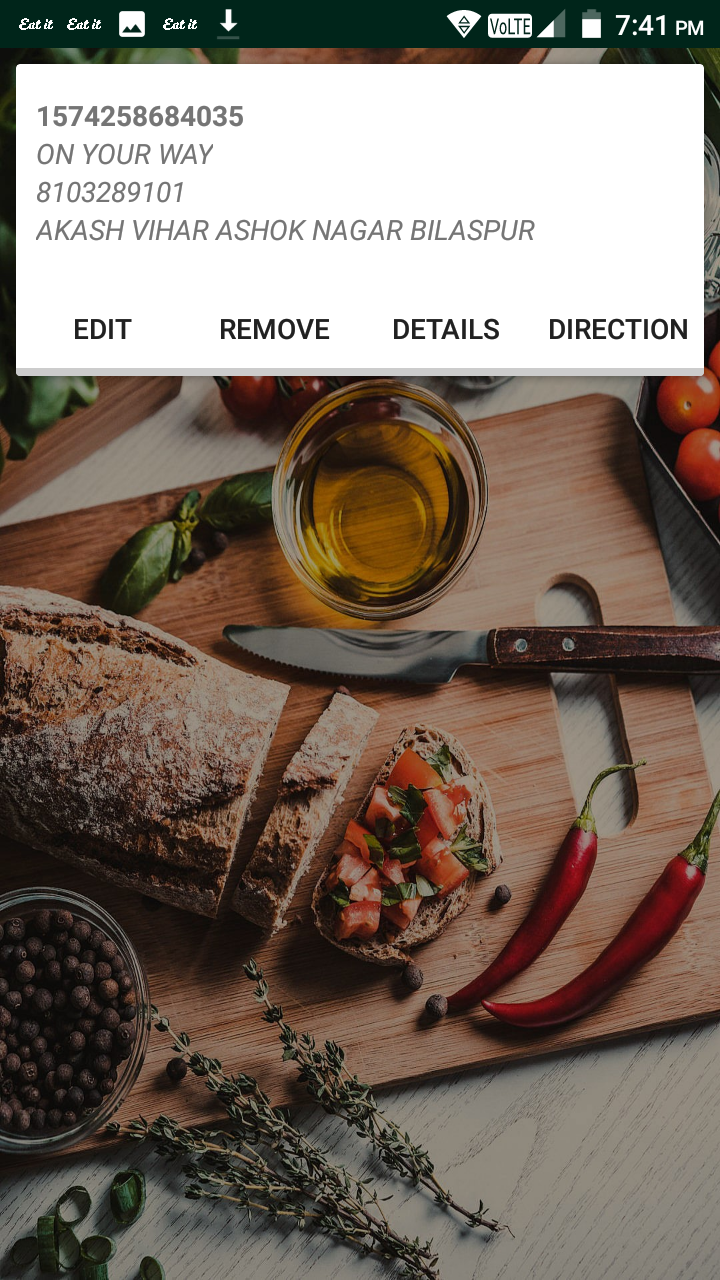 Eat it Eat it Eat it VoLTE 7:41 PM
1574258684035
ON YOUR WAY
8103289101
AKASH VIHAR ASHOK NAGAR BILASPUR
EDIT REMOVE DETAILS DIRECTION